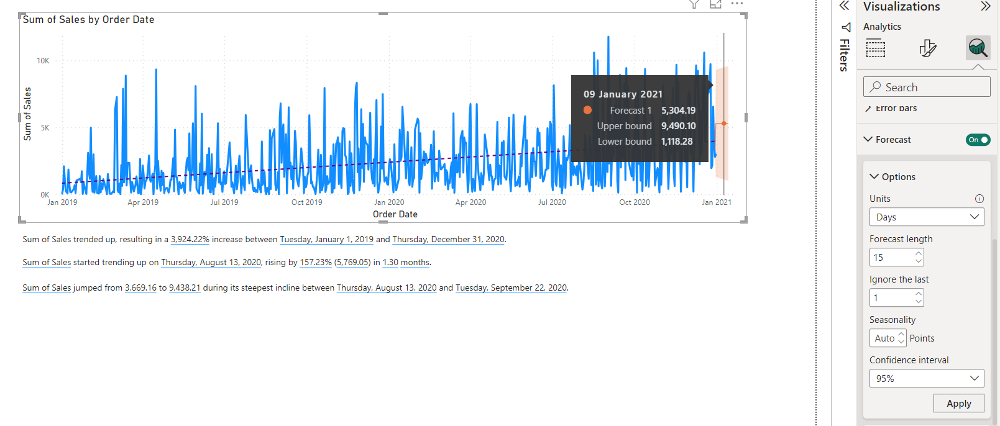 Sum of Sales by Order Date
10K
5K
0K
Sum of Sales
Jan 2019
Apr 2019
Jul 2019
Oct 2019
Jan 2020
Apr 2020
Jul 2020
Oct 2020
Jan 2021
Order Date
09 January 2021
Forecast 1 5,304.19
Upper bound 9,490.10
Lower bound 1,118.28
Sum of Sales trended up, resulting in a 3,924.22% increase between Tuesday, January 1, 2019 and Thursday, December 31, 2020.
Sum of Sales started trending up on Thursday, August 13, 2020, rising by 157.23% (5,769.05) in 1.30 months.
Sum of Sales jumped from 3,669.16 to 9,438.21 during its steepest incline between Thursday, August 13, 2020 and Tuesday, September 22, 2020.
Filters
Visualizations
Analytics
Search
Error bars
Forecast
On
Options
Units
Days
Forecast length
15
Ignore the last
1
Seasonality
Auto Points
Confidence interval
95%
Apply